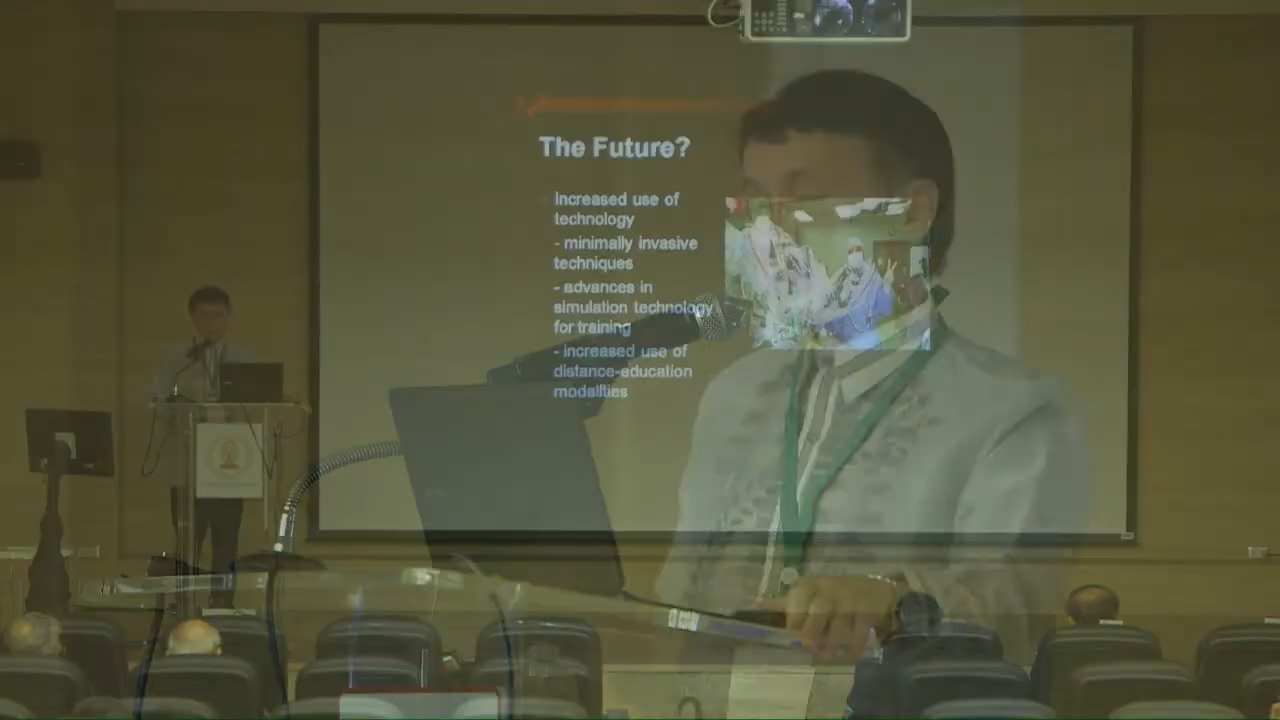 The Future?
Increased use of
technology
- minimally invasive
techniques
- advances in
simulation technology
for training
- increased use of
distance-education
modalities